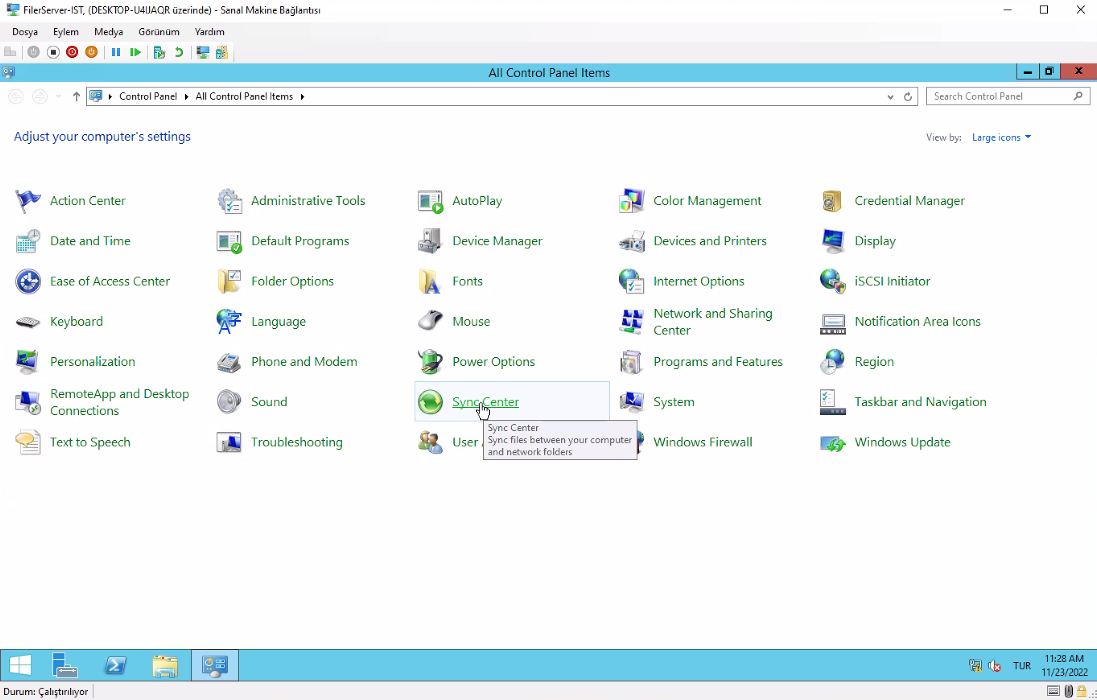 FilerServer-IST, (DESKTOP-U4UAQR üzerinde) - Sanal Makine Bağlantısı
Dosya Eylem Medya Görünüm Yardım
All Control Panel Items
Control Panel All Control Panel Items Search Control Panel
Adjust your computer's settings
View by: Large icons
Action Center Administrative Tools AutoPlay Color Management Credential Manager
Date and Time Default Programs Device Manager Devices and Printers Display
Ease of Access Center Folder Options Fonts Internet Options iSCSI Initiator
Keyboard Language Mouse Network and Sharing Center Notification Area Icons
Personalization Phone and Modem Power Options Programs and Features Region
RemoteApp and Desktop Connections Sound Sync Center System Taskbar and Navigation
Text to Speech Troubleshooting User Windows Firewall Windows Update
Sync Center
Sync files between your computer
and network folders
TUR
11:28 AM
11/23/2022
Durum: Çalıştırılıyor